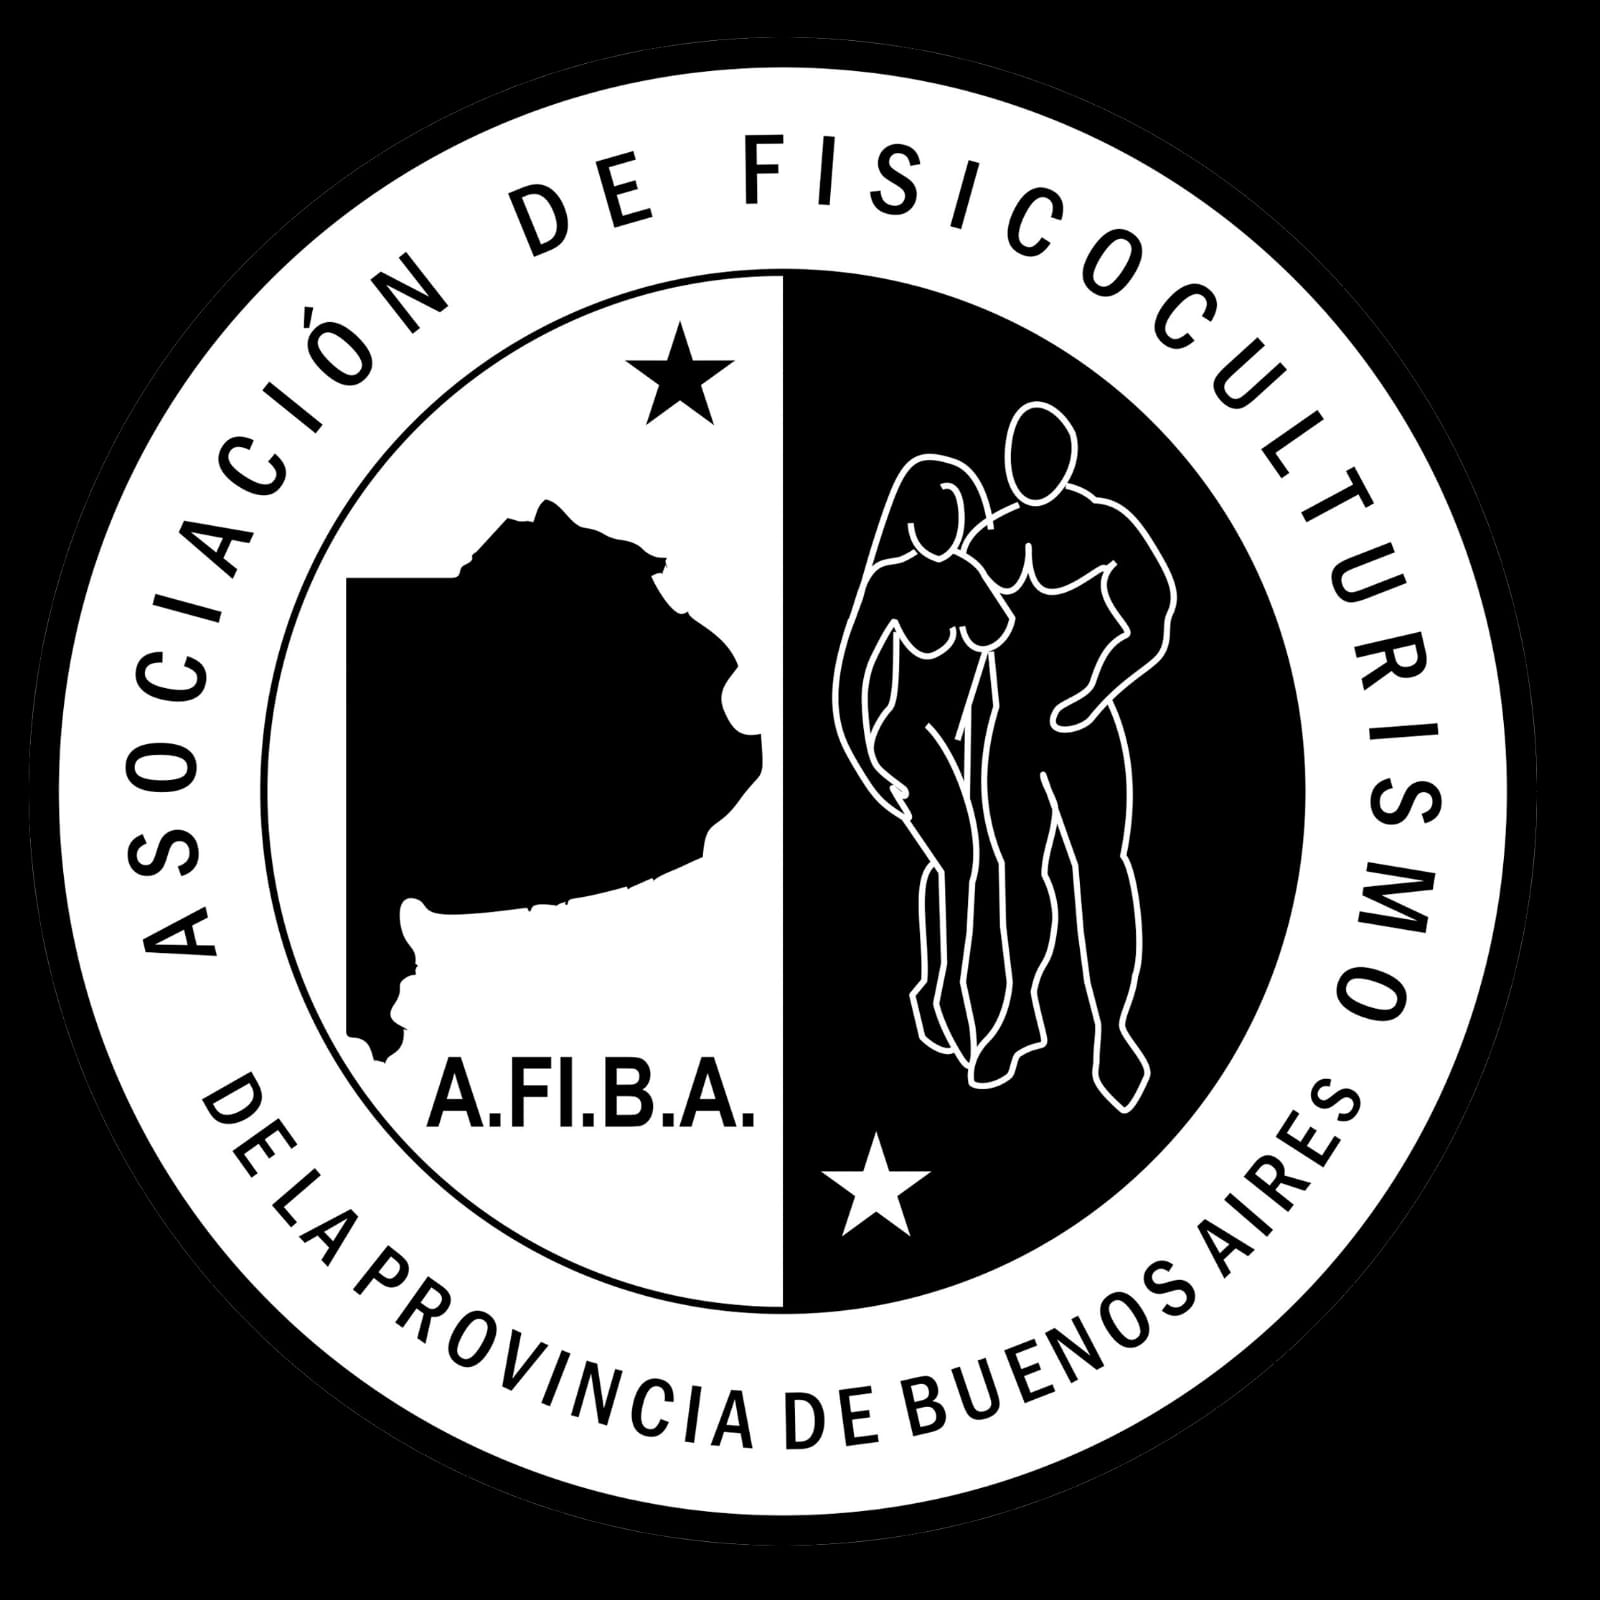 ASOCIACIÓN DE FISICOCULTURISMO
DE LA PROVINCIA DE BUENOS AIRES
A.FI.B.A.